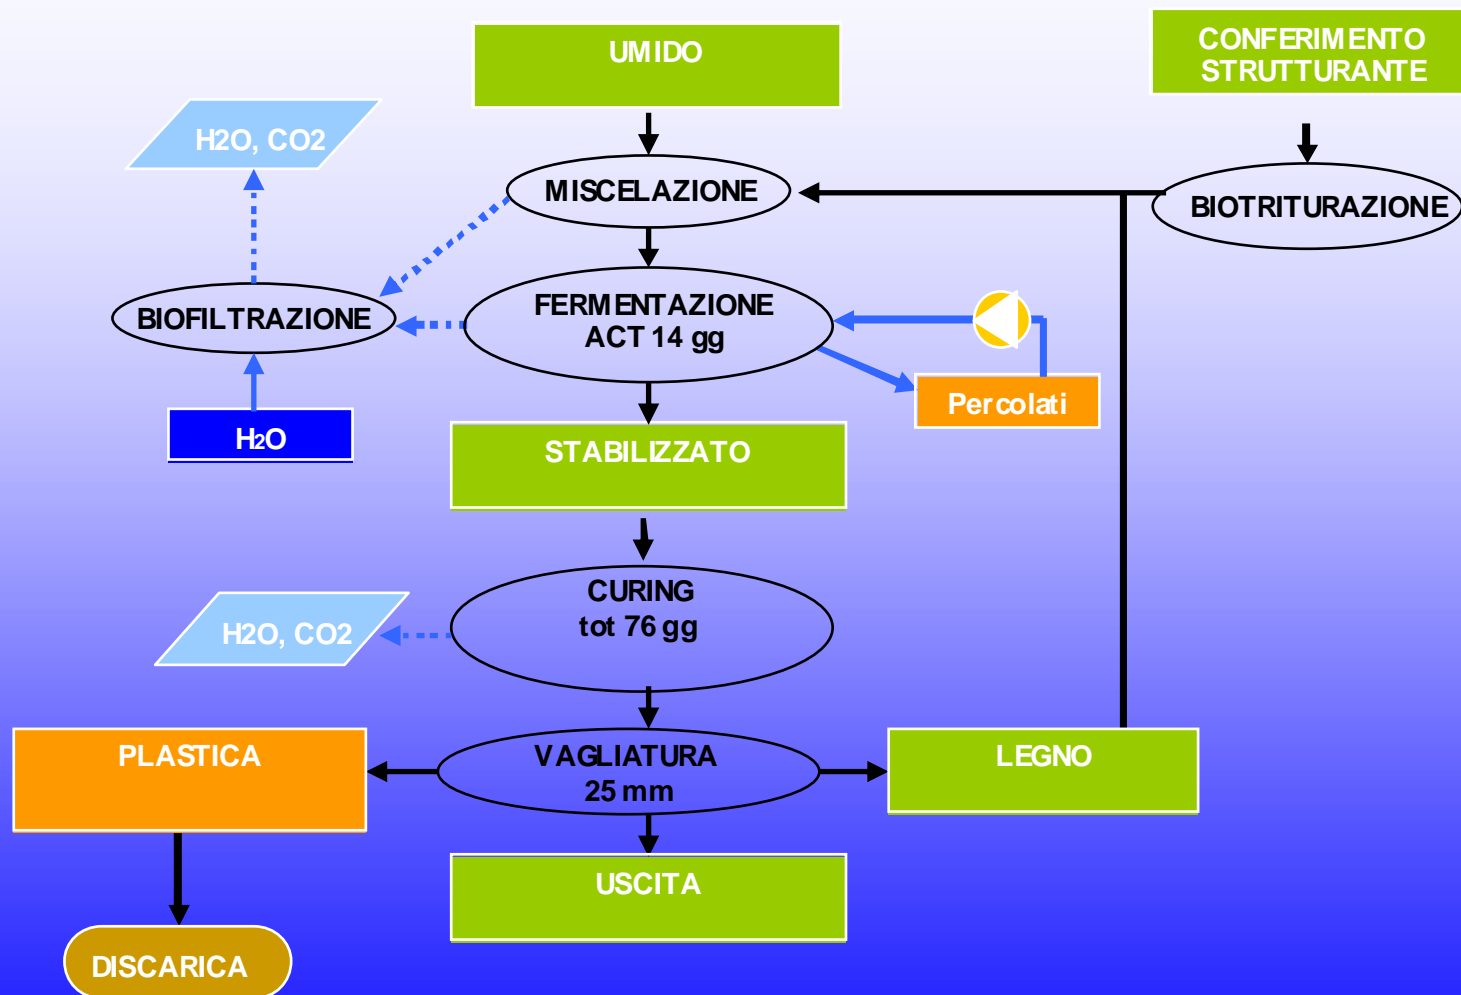 UMIDO
CONFERIMENTO
STRUTTURANTE
H2O, CO2
MISCELAZIONE
BIOTRITURAZIONE
BIOFILTRAZIONE
FERMENTAZIONE
ACT 14 gg
Percolati
H2O
STABILIZZATO
CURING
tot 76 gg
H2O, CO2
PLASTICA
VAGLIATURA
25 mm
LEGNO
USCITA
DISCARICA